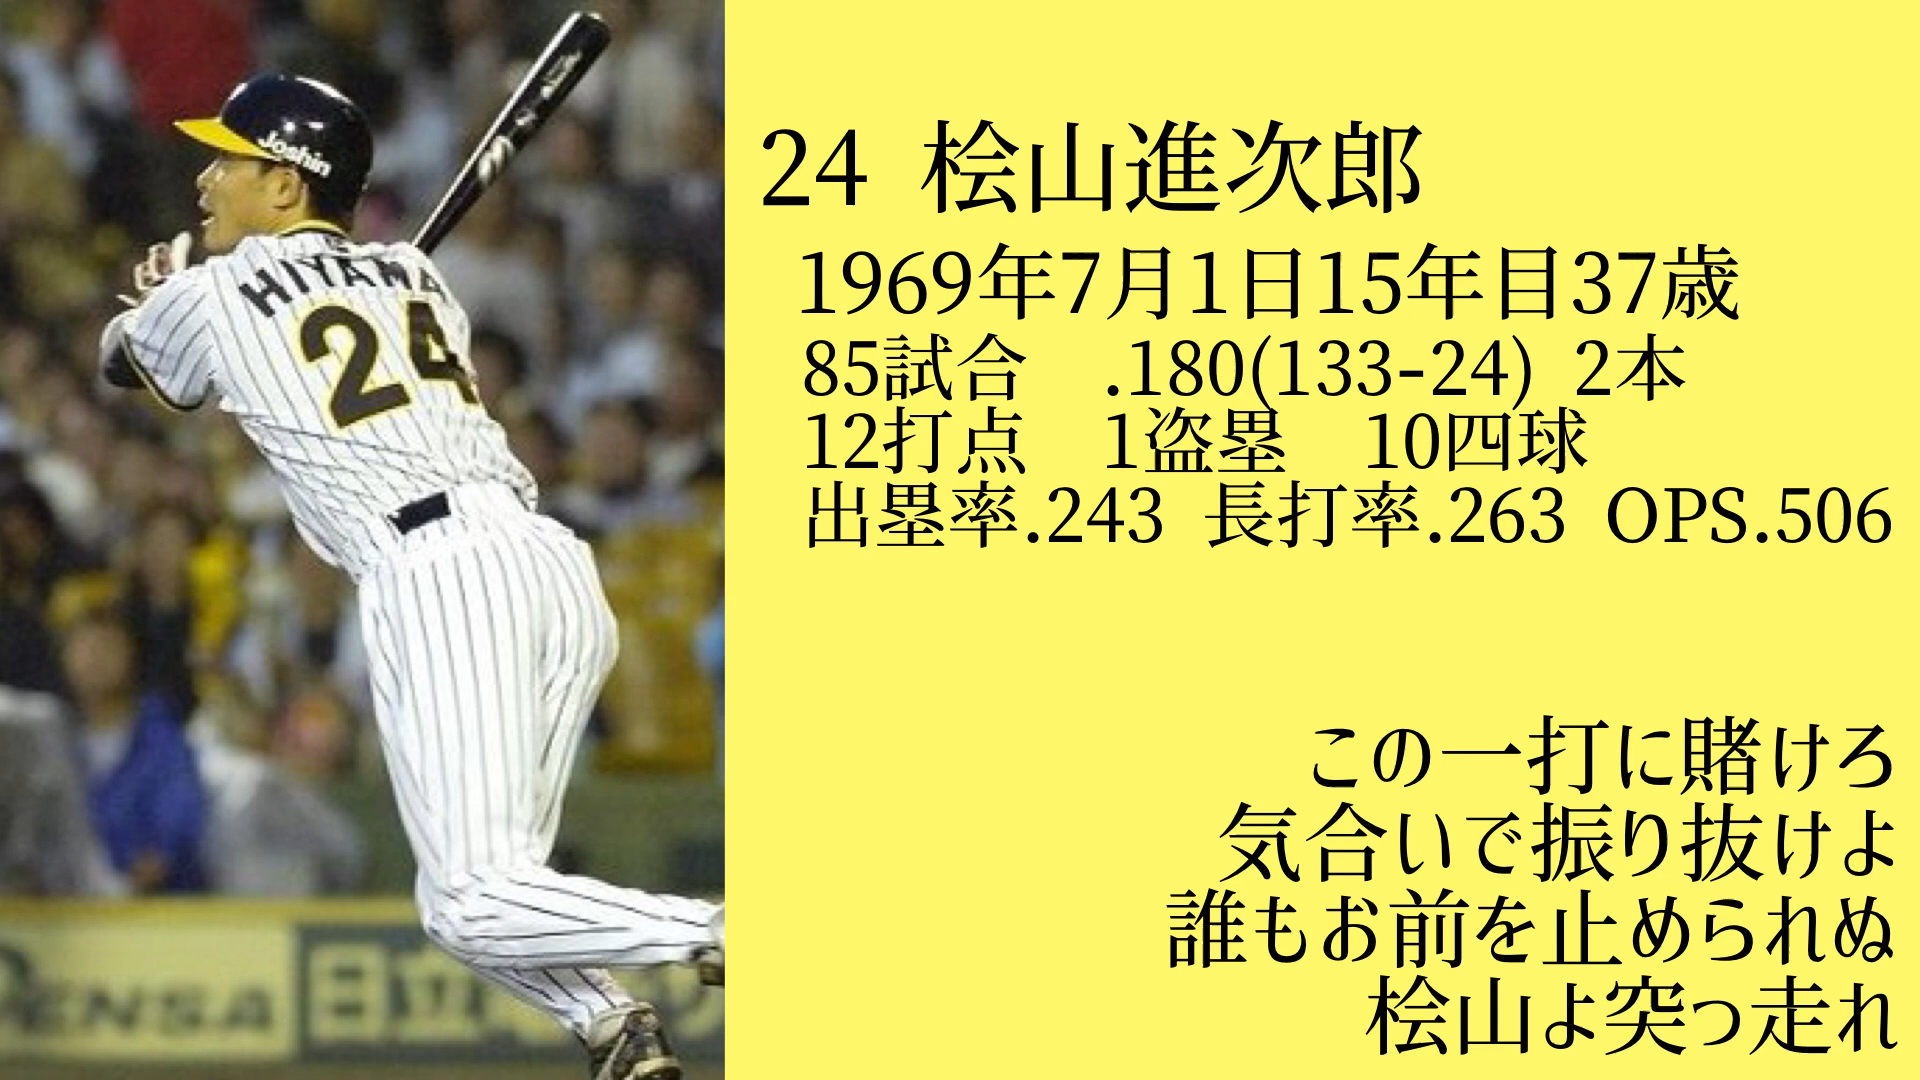 Joshin
HIYAMA
24
24 桧山進次郎
1969年7月1日15年目37歳
85試合 .180(133-24) 2本
12打点 1盗塁 10四球
出塁率.243 長打率.263 OPS.506
この一打に賭けろ
気合いで振り抜けよ
誰もお前を止められぬ
桧山よ突っ走れ
ENSA
日立